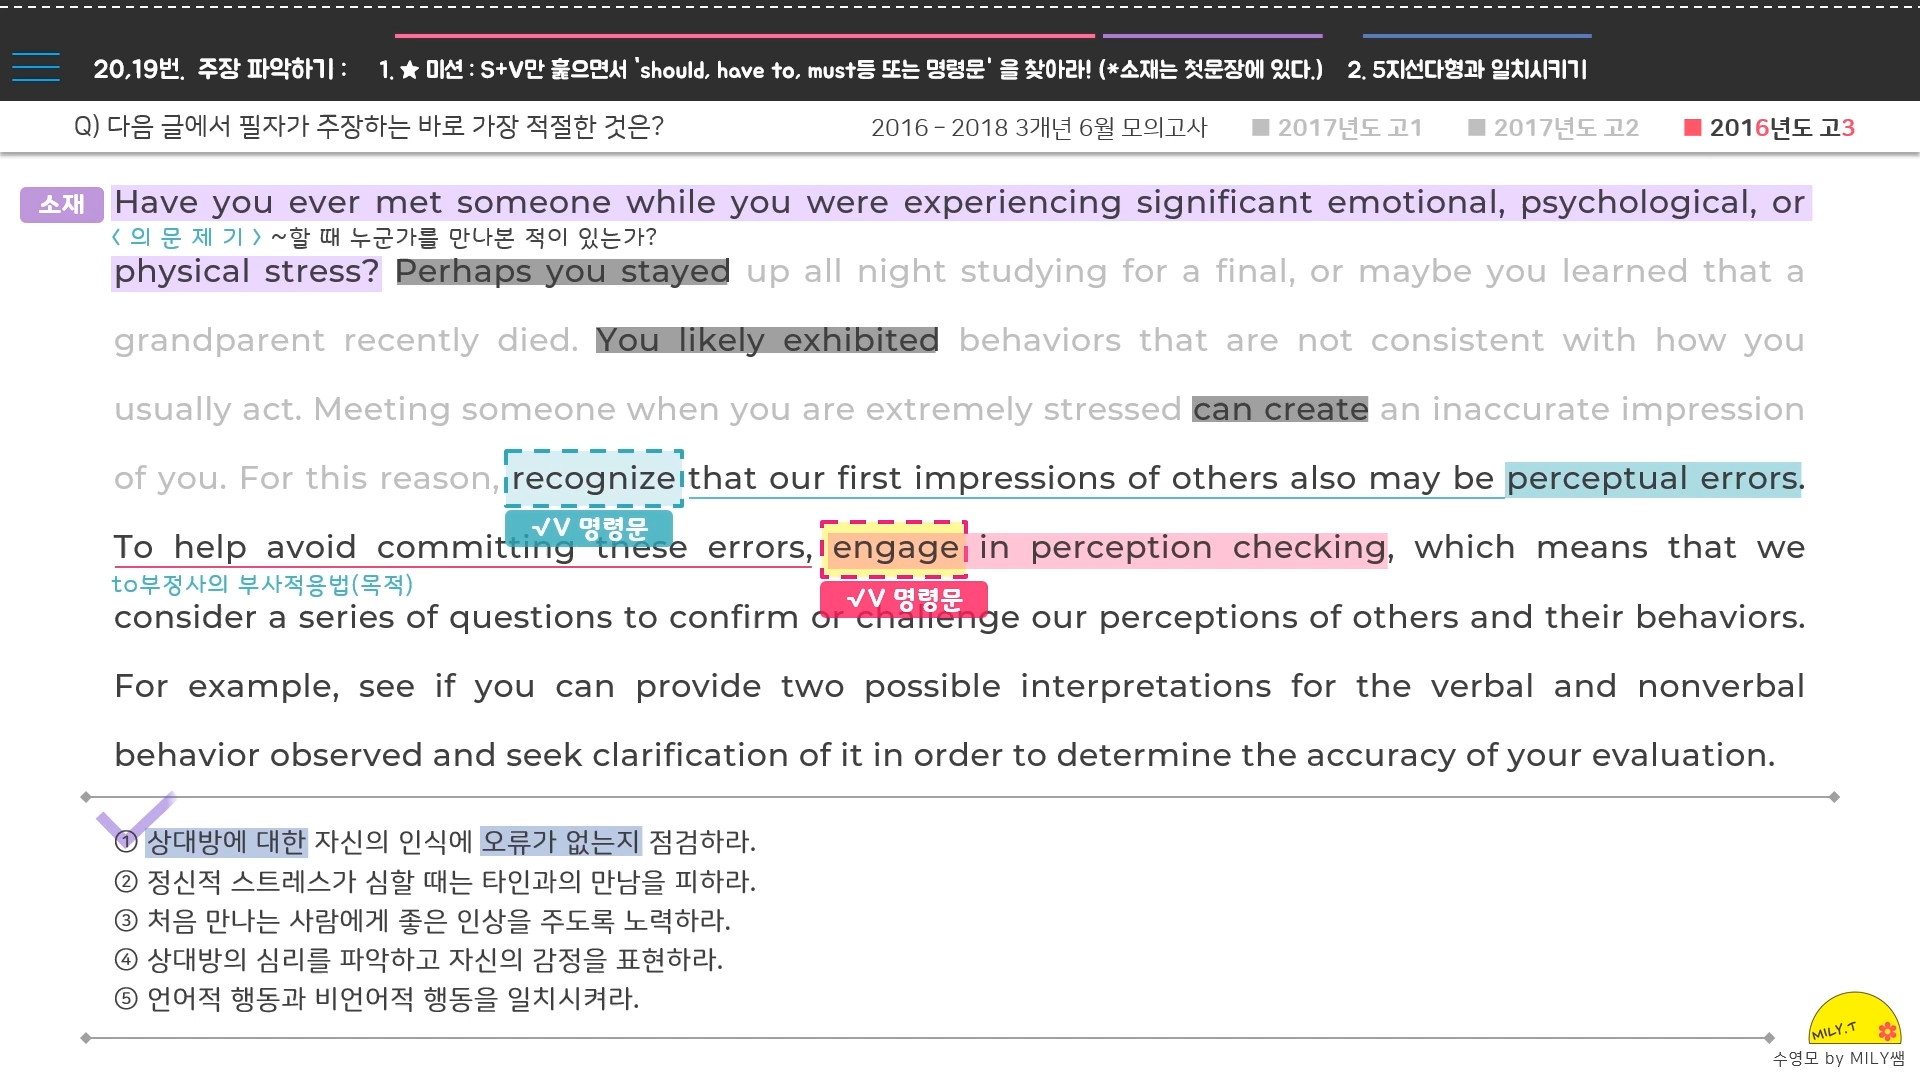 20,19번. 주장 파악하기 : 1. ★ 미션 : S+V만 훑으면서 'should, have to, must등 또는 명령문' 을 찾아라! (*소재는 첫문장에 있다.) 2. 5지선다형과 일치시키기
Q) 다음 글에서 필자가 주장하는 바로 가장 적절한 것은? 2016 – 2018 3개년 6월 모의고사 ■ 2017년도 고1 ■ 2017년도 고2 ■ 2016년도 고3
소재 Have you ever met someone while you were experiencing significant emotional, psychological, or
< 의 문 제 기 > ~할 때 누군가를 만나본 적이 있는가?
physical stress? Perhaps you stayed up all night studying for a final, or maybe you learned that a
grandparent recently died. You likely exhibited behaviors that are not consistent with how you
usually act. Meeting someone when you are extremely stressed can create an inaccurate impression
of you. For this reason, recognize that our first impressions of others also may be perceptual errors.
√V 명령문
To help avoid committing these errors, engage in perception checking, which means that we
to부정사의 부사적용법(목적)
√V 명령문
consider a series of questions to confirm or challenge our perceptions of others and their behaviors.
For example, see if you can provide two possible interpretations for the verbal and nonverbal
behavior observed and seek clarification of it in order to determine the accuracy of your evaluation.
① 상대방에 대한 자신의 인식에 오류가 없는지 점검하라.
② 정신적 스트레스가 심할 때는 타인과의 만남을 피하라.
③ 처음 만나는 사람에게 좋은 인상을 주도록 노력하라.
④ 상대방의 심리를 파악하고 자신의 감정을 표현하라.
⑤ 언어적 행동과 비언어적 행동을 일치시켜라.
MILY.T
수영모 by MILY쌤